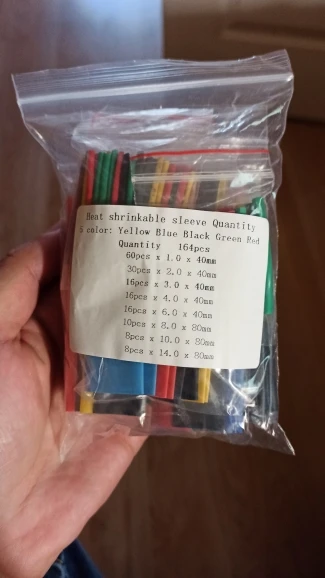 Heat shrinkable sleeve Quantity
5 color: Yellow Blue Black Green Red
Quantity 164pcs
60pcs x 1.0 x 40mm
30pcs x 2.0 x 40mm
16pcs x 3.0 x 40mm
16pcs x 4.0 x 40mm
16pcs x 6.0 x 40mm
10pcs x 8.0 x 80mm
8pcs x 10.0 x 80mm
8pcs x 14.0 x 80mm